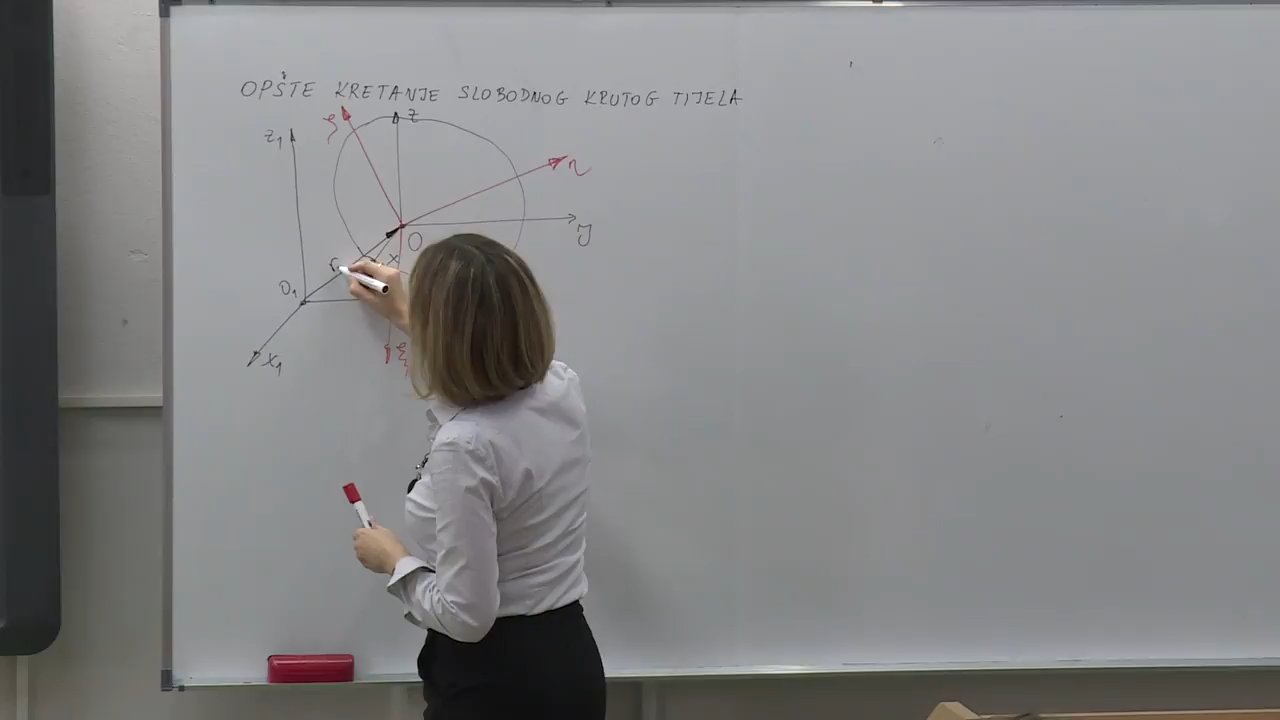 OPŠTE KRETANJE SLOBODNOG KRUTOG TIJELA
ζ
z
z₁
η
y
O
x
r
O₁
x₁
ξ